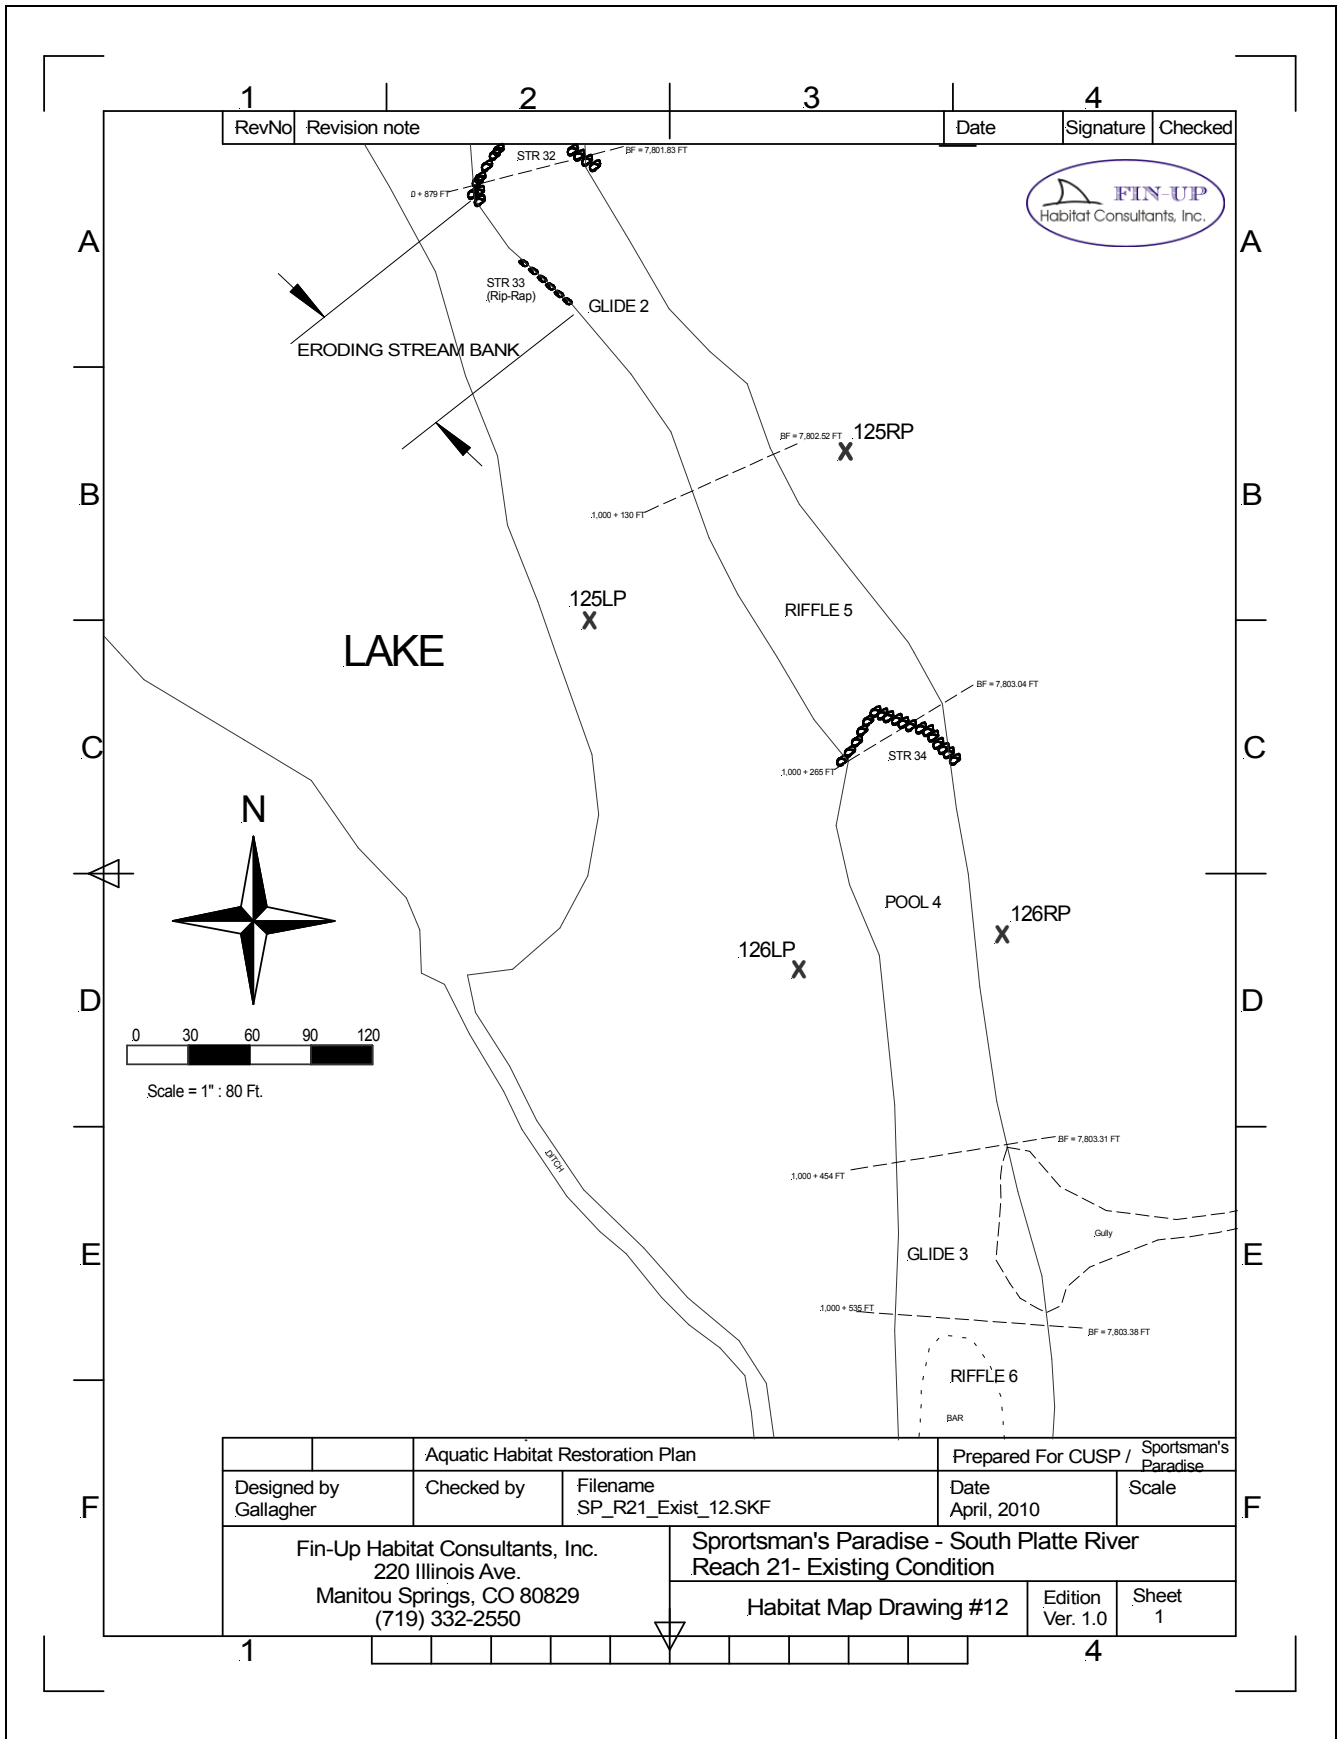 1
2
3
4
RevNo
Revision note
Date
Signature
Checked
STR 32
BF = 7,801.83 FT
0 + 879 FT
FIN-UP
Habitat Consultants, Inc.
A
A
STR 33
(Rip-Rap)
GLIDE 2
ERODING STREAM BANK
BF = 7,802.52 FT
125RP
X
B
B
1,000 + 130 FT
125LP
X
RIFFLE 5
LAKE
BF = 7,803.04 FT
C
C
STR 34
1,000 + 265 FT
N
POOL 4
126RP
X
126LP
X
D
D
0 30 60 90 120
Scale = 1" : 80 Ft.
BF = 7,803.31 FT
DITCH
1,000 + 454 FT
Gully
E
E
GLIDE 3
1,000 + 535 FT
BF = 7,803.38 FT
RIFFLE 6
BAR
Aquatic Habitat Restoration Plan
Prepared For CUSP / Sportsman's
Paradise
F
F
Designed by
Gallagher
Checked by
Filename
SP_R21_Exist_12.SKF
Date
April, 2010
Scale
Fin-Up Habitat Consultants, Inc.
220 Illinois Ave.
Manitou Springs, CO 80829
(719) 332-2550
Sprortsman's Paradise - South Platte River
Reach 21- Existing Condition
Habitat Map Drawing #12
Edition
Ver. 1.0
Sheet
1
1
4